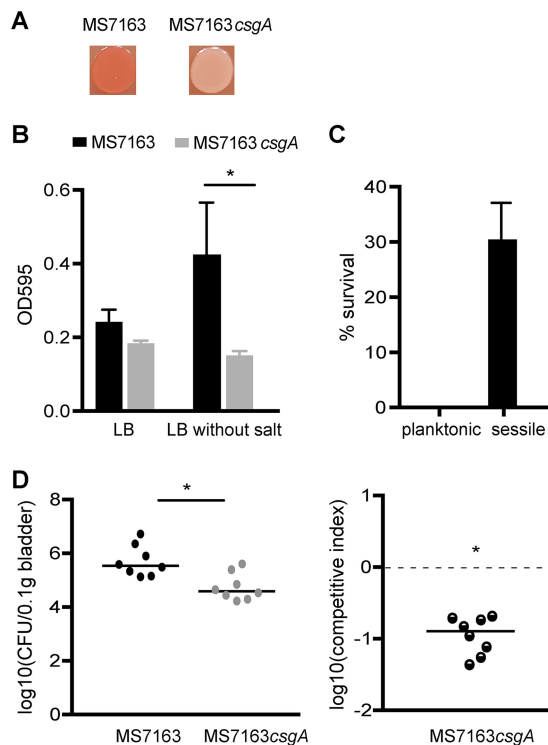 A
MS7163 MS7163csgA
B
MS7163 MS7163 csgA
*
0.6
0.4
0.2
0.0
OD595
LB LB without salt
C
40
30
20
10
0
% survival
planktonic sessile
D
*
8
6
4
2
0
log10(CFU/0.1g bladder)
MS7163 MS7163csgA
1
0
-1
-2
*
log10(competitive index)
MS7163csgA